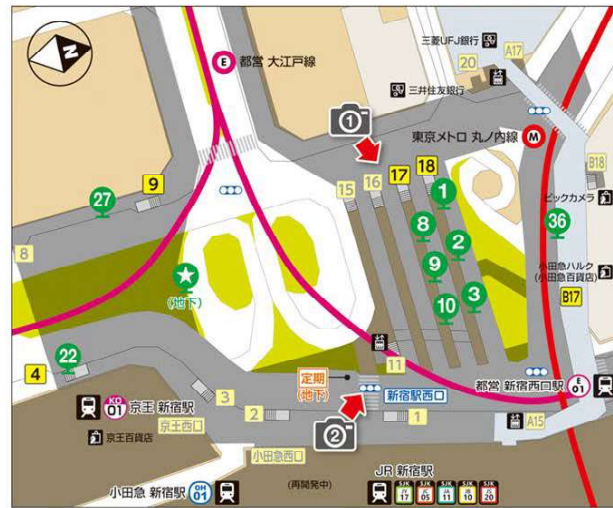 N
E 都営 大江戸線
三菱UFJ銀行
A17
20
三井住友銀行
1
東京メトロ 丸ノ内線 M
B18
ビックカメラ
15
16
17
18
9
27
1
8
2
36
小田急ハルク
(小田急百貨店)
8
9
3
B17
★
(地下)
10
11
22
4
定期
(地下)
都営 新宿西口駅 E 01
新宿駅西口
3
KO 01 京王 新宿駅
京王西口
2
1
A15
京王百貨店
2
小田急西口
(再開発中)
JR 新宿駅
小田急 新宿駅 OH 01
SJK JY 17
SJK JC 05
SJK JA 11
SJK JB 10
SJK JS 20